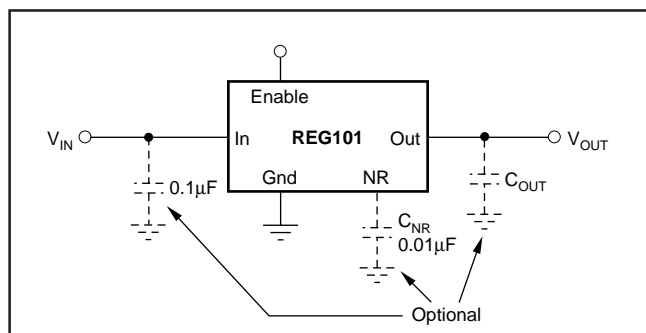 Enable
V_IN
In
REG101
Out
V_OUT
Gnd
NR
0.1µF
C_OUT
C_NR
0.01µF
Optional